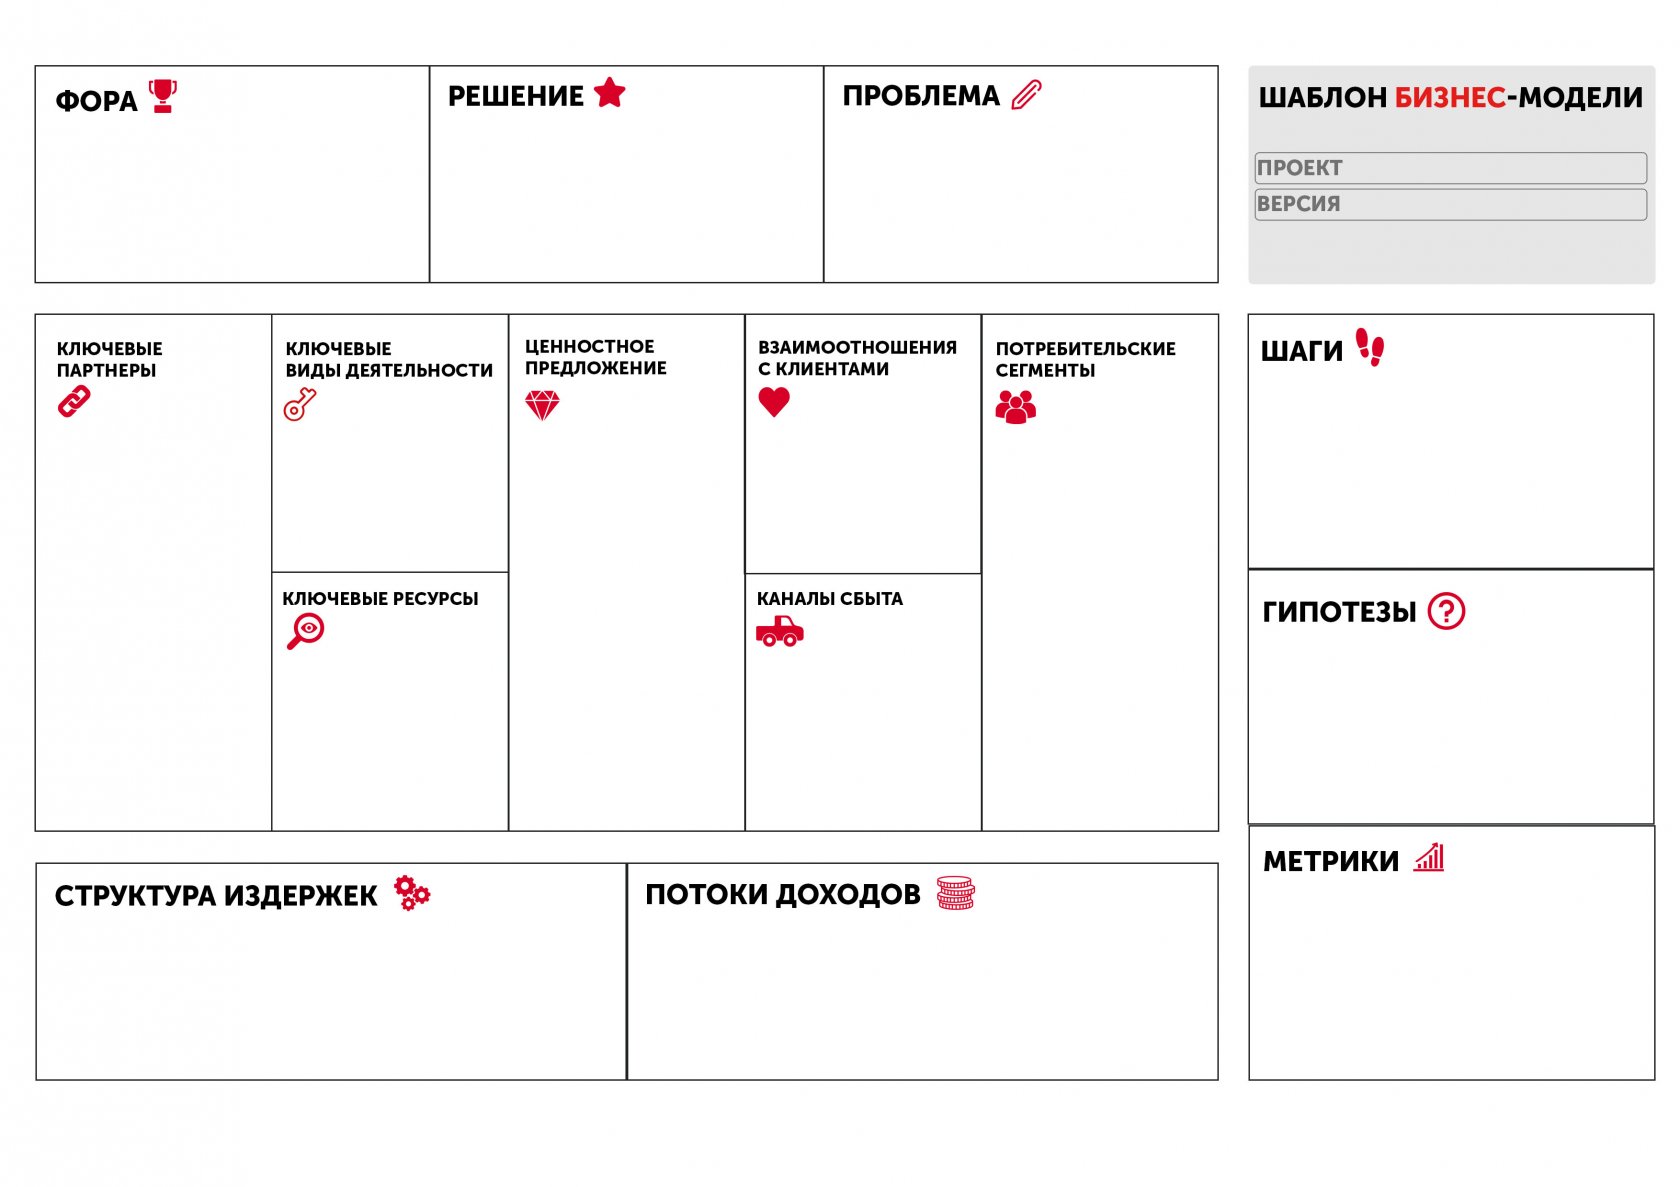 ФОРА
РЕШЕНИЕ
ПРОБЛЕМА
ШАБЛОН БИЗНЕС-МОДЕЛИ
ПРОЕКТ
ВЕРСИЯ
КЛЮЧЕВЫЕ
ПАРТНЕРЫ
КЛЮЧЕВЫЕ
ВИДЫ ДЕЯТЕЛЬНОСТИ
КЛЮЧЕВЫЕ РЕСУРСЫ
ЦЕННОСТНОЕ
ПРЕДЛОЖЕНИЕ
ВЗАИМООТНОШЕНИЯ
С КЛИЕНТАМИ
КАНАЛЫ СБЫТА
ПОТРЕБИТЕЛЬСКИЕ
СЕГМЕНТЫ
ШАГИ
ГИПОТЕЗЫ
МЕТРИКИ
СТРУКТУРА ИЗДЕРЖЕК
ПОТОКИ ДОХОДОВ